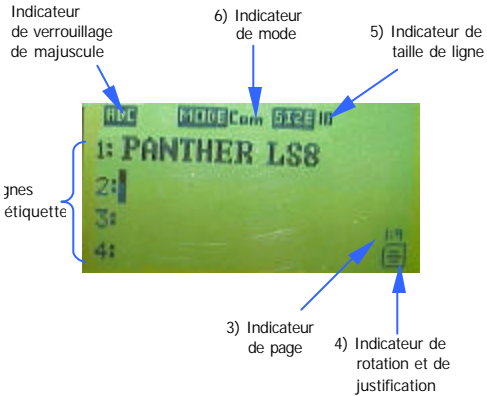 Indicateur
de verrouillage
de majuscule
6) Indicateur
de mode
5) Indicateur de
taille de ligne
ABC MODE Com SIZE 10
1: PANTHER LS8
2:
3:
4:
gnes
étiquette
3) Indicateur
de page
4) Indicateur de
rotation et de
justification